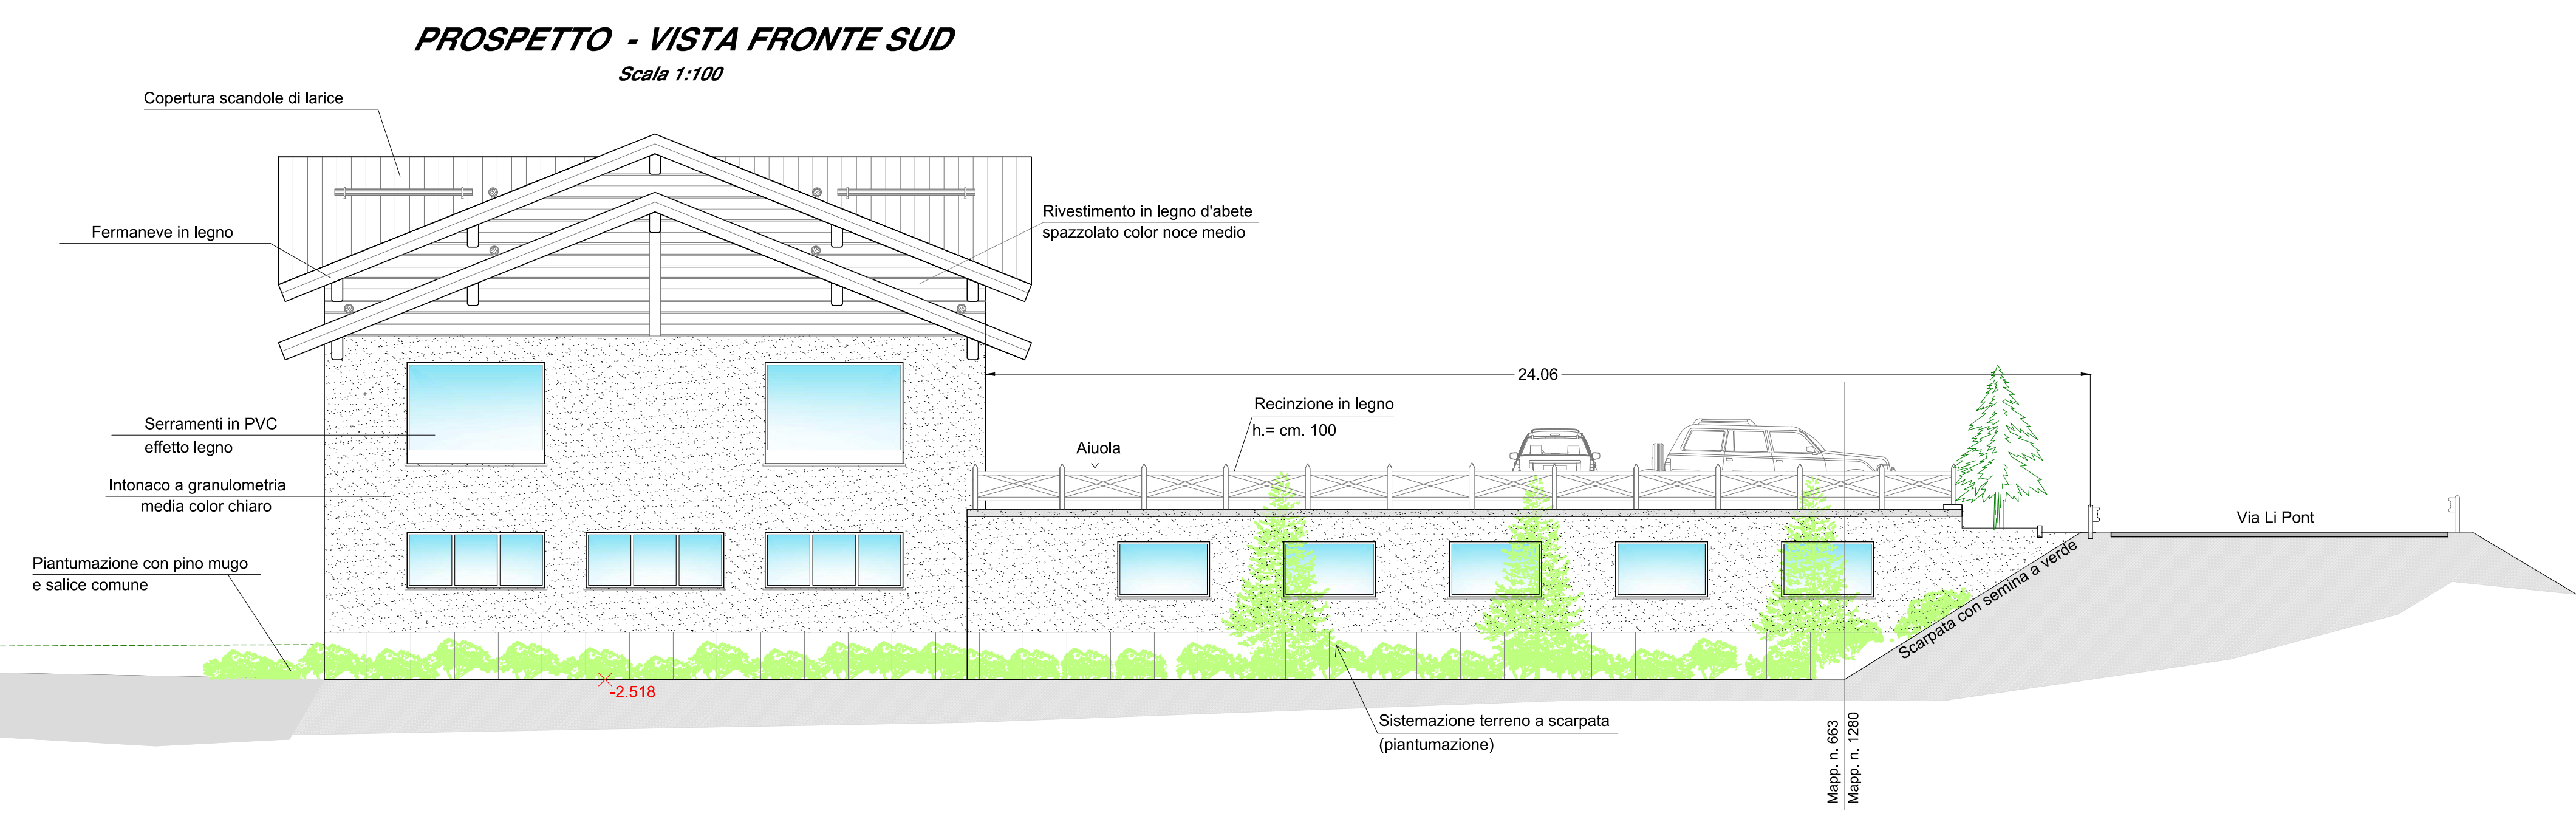 PROSPETTO - VISTA FRONTE SUD
Scala 1:100
Copertura scandole di larice
Fermaneve in legno
Rivestimento in legno d'abete
spazzolato color noce medio
24.06
Recinzione in legno
h.= cm. 100
Aiuola
Serramenti in PVC
effetto legno
Intonaco a granulometria
media color chiaro
Via Li Pont
Piantumazione con pino mugo
e salice comune
Scarpata con semina a verde
-2.518
Sistemazione terreno a scarpata
(piantumazione)
Mapp. n. 663
Mapp. n. 1280